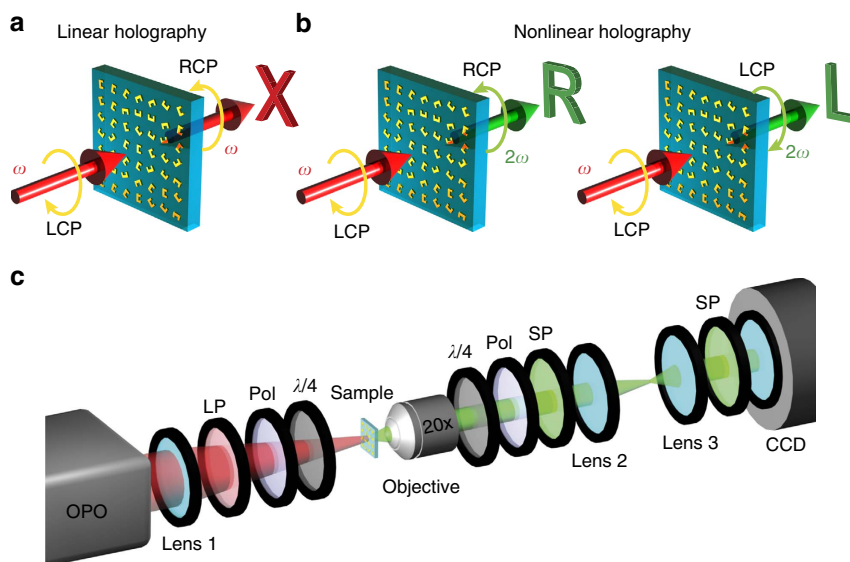 a Linear holography
RCP
X
ω
ω
LCP
b Nonlinear holography
RCP
R
ω
2ω
LCP
LCP
L
ω
2ω
LCP
c
OPO
Lens 1
LP
Pol
λ/4
Sample
20x
Objective
λ/4
Pol
SP
Lens 2
Lens 3
SP
CCD